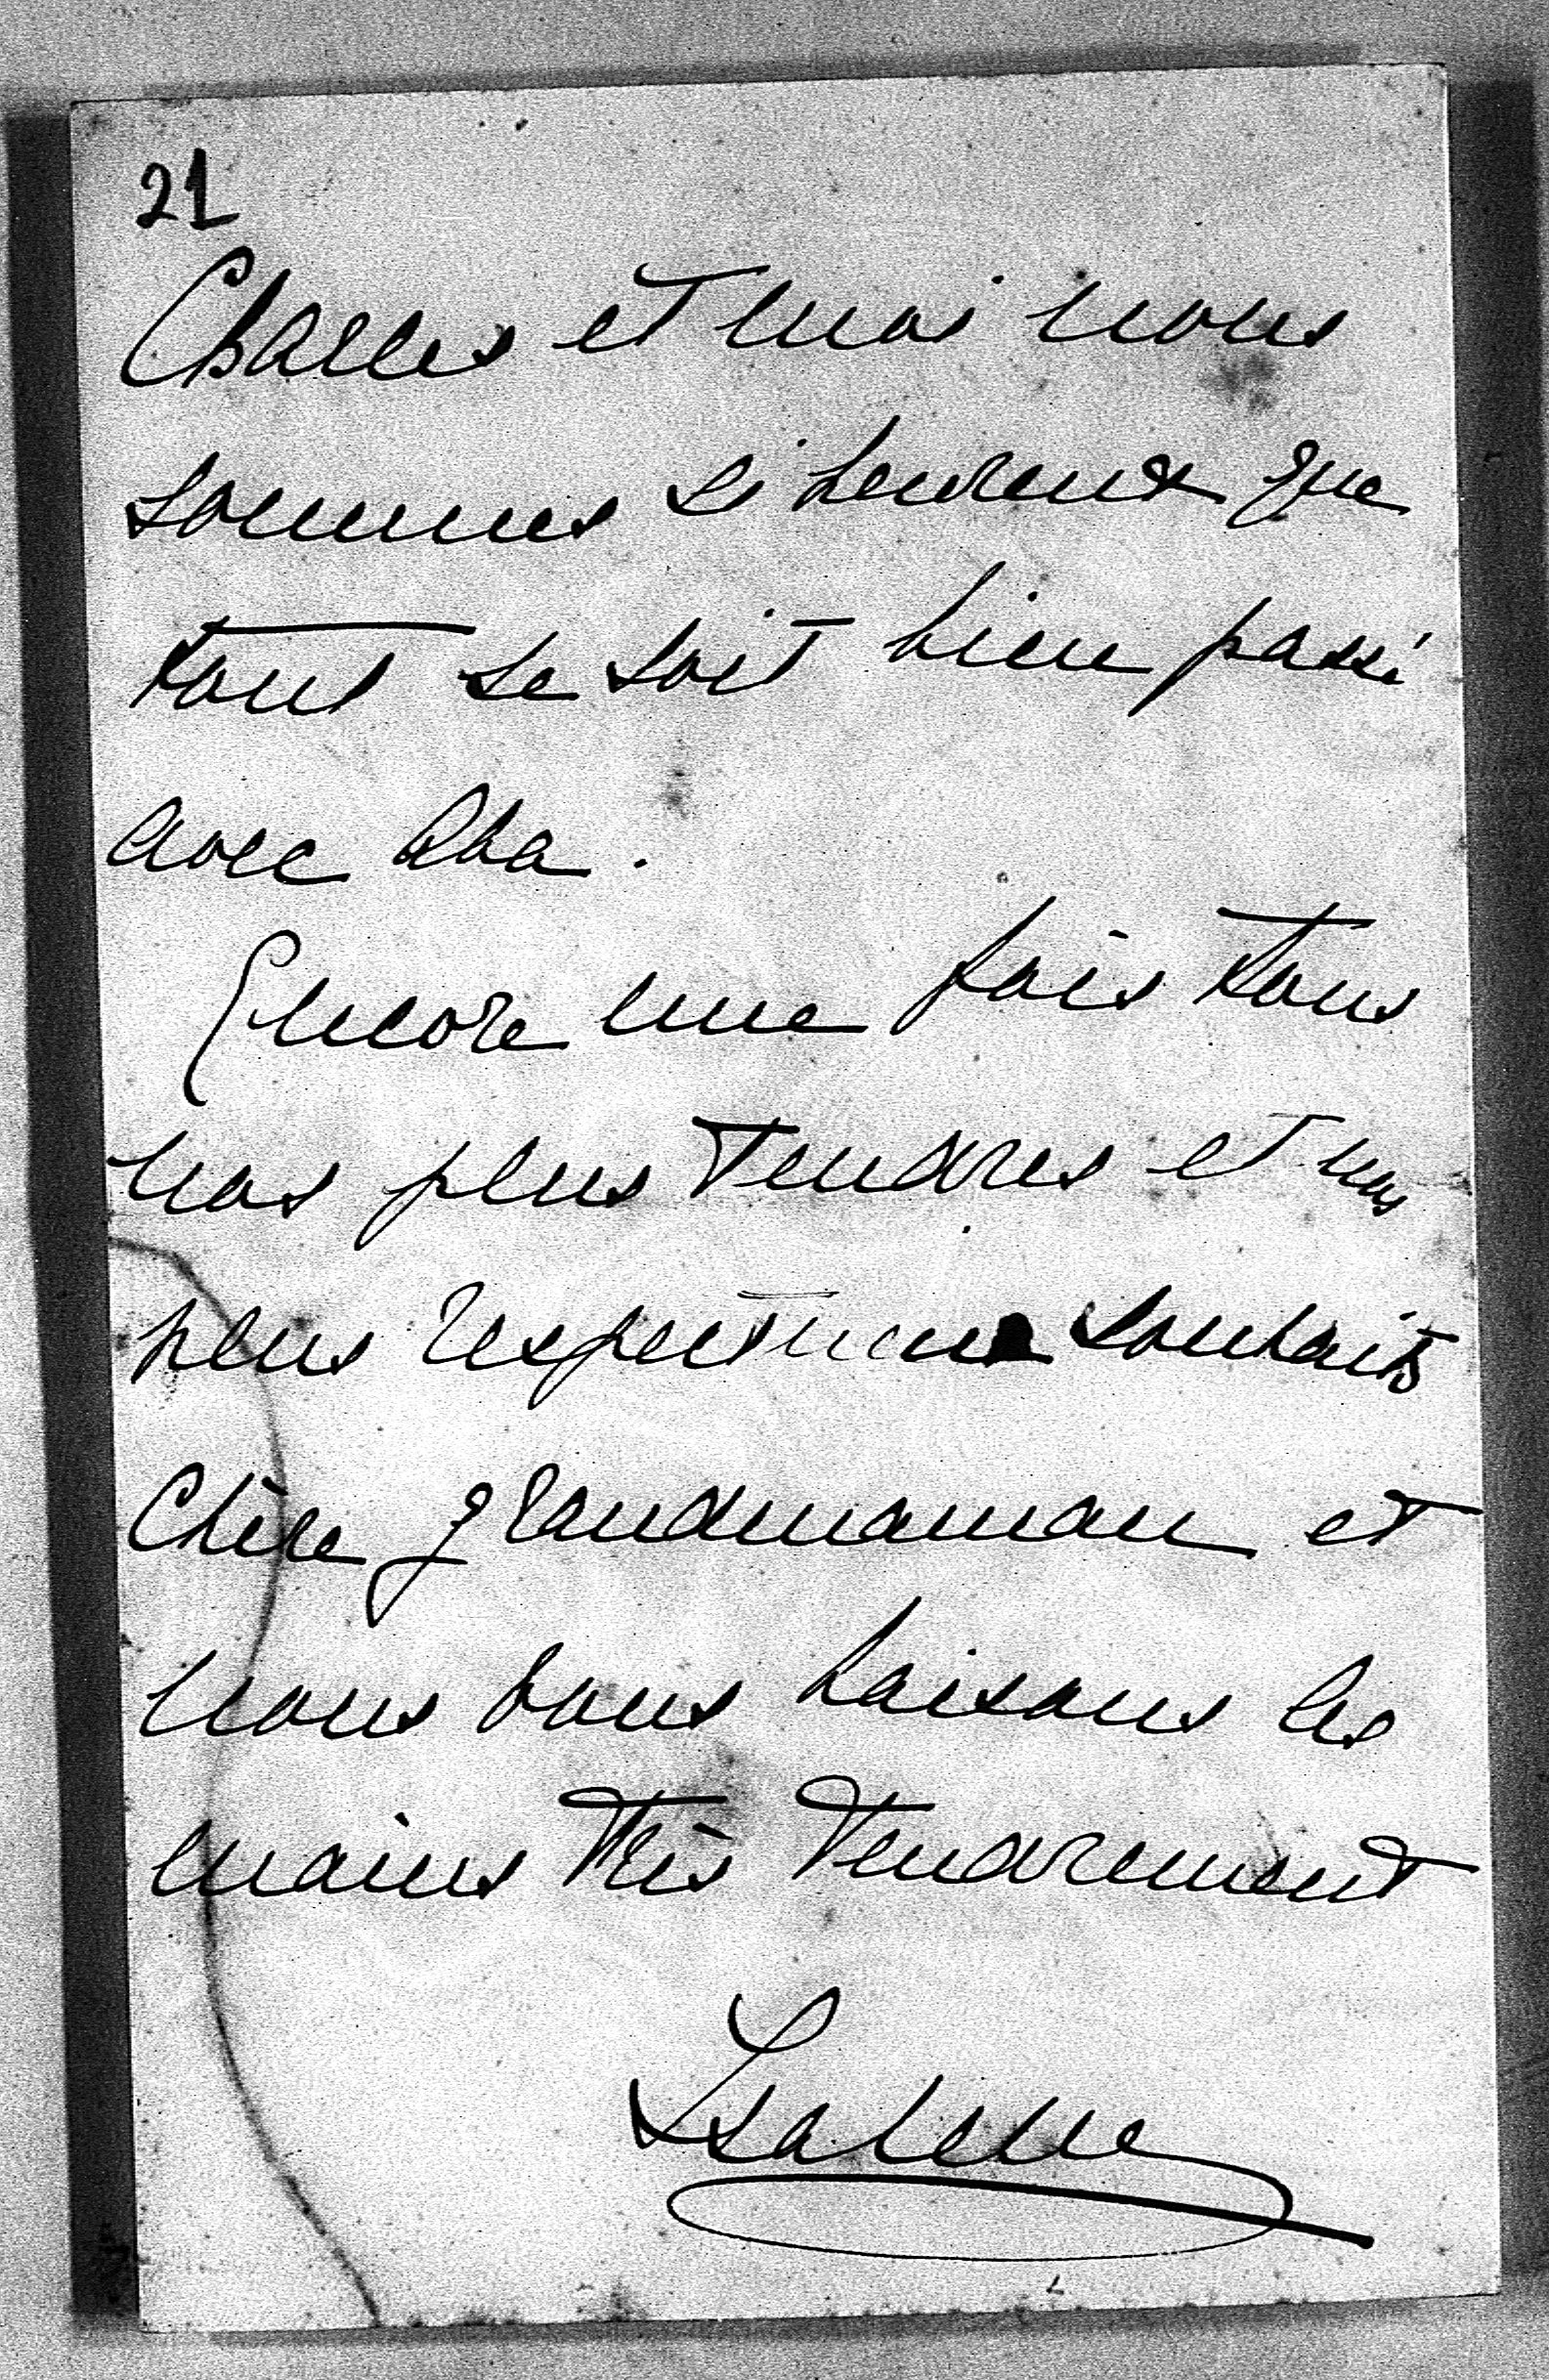 21
Charles et moi nous
sommes si heureux que
tout se soit bien passé
avec
Encore une fois tous
nos plus tendres et nos
plus respectueux souhaits
Chère grandmaman et
nous vous baisons les
mains très tendrement
Isabelle